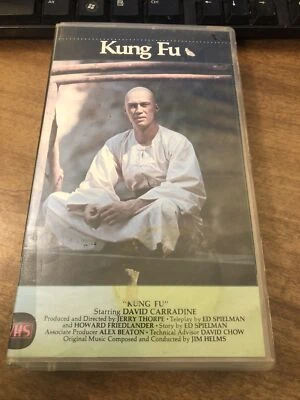 Kung Fu
"KUNG FU"
Starring DAVID CARRADINE
Produced and Directed by JERRY THORPE • Teleplay by ED SPIELMAN
and HOWARD FRIEDLANDER • Story by ED SPIELMAN
Associate Producer ALEX BEATON • Technical Advisor DAVID CHOW
Original Music Composed and Conducted by JIM HELMS
VHS